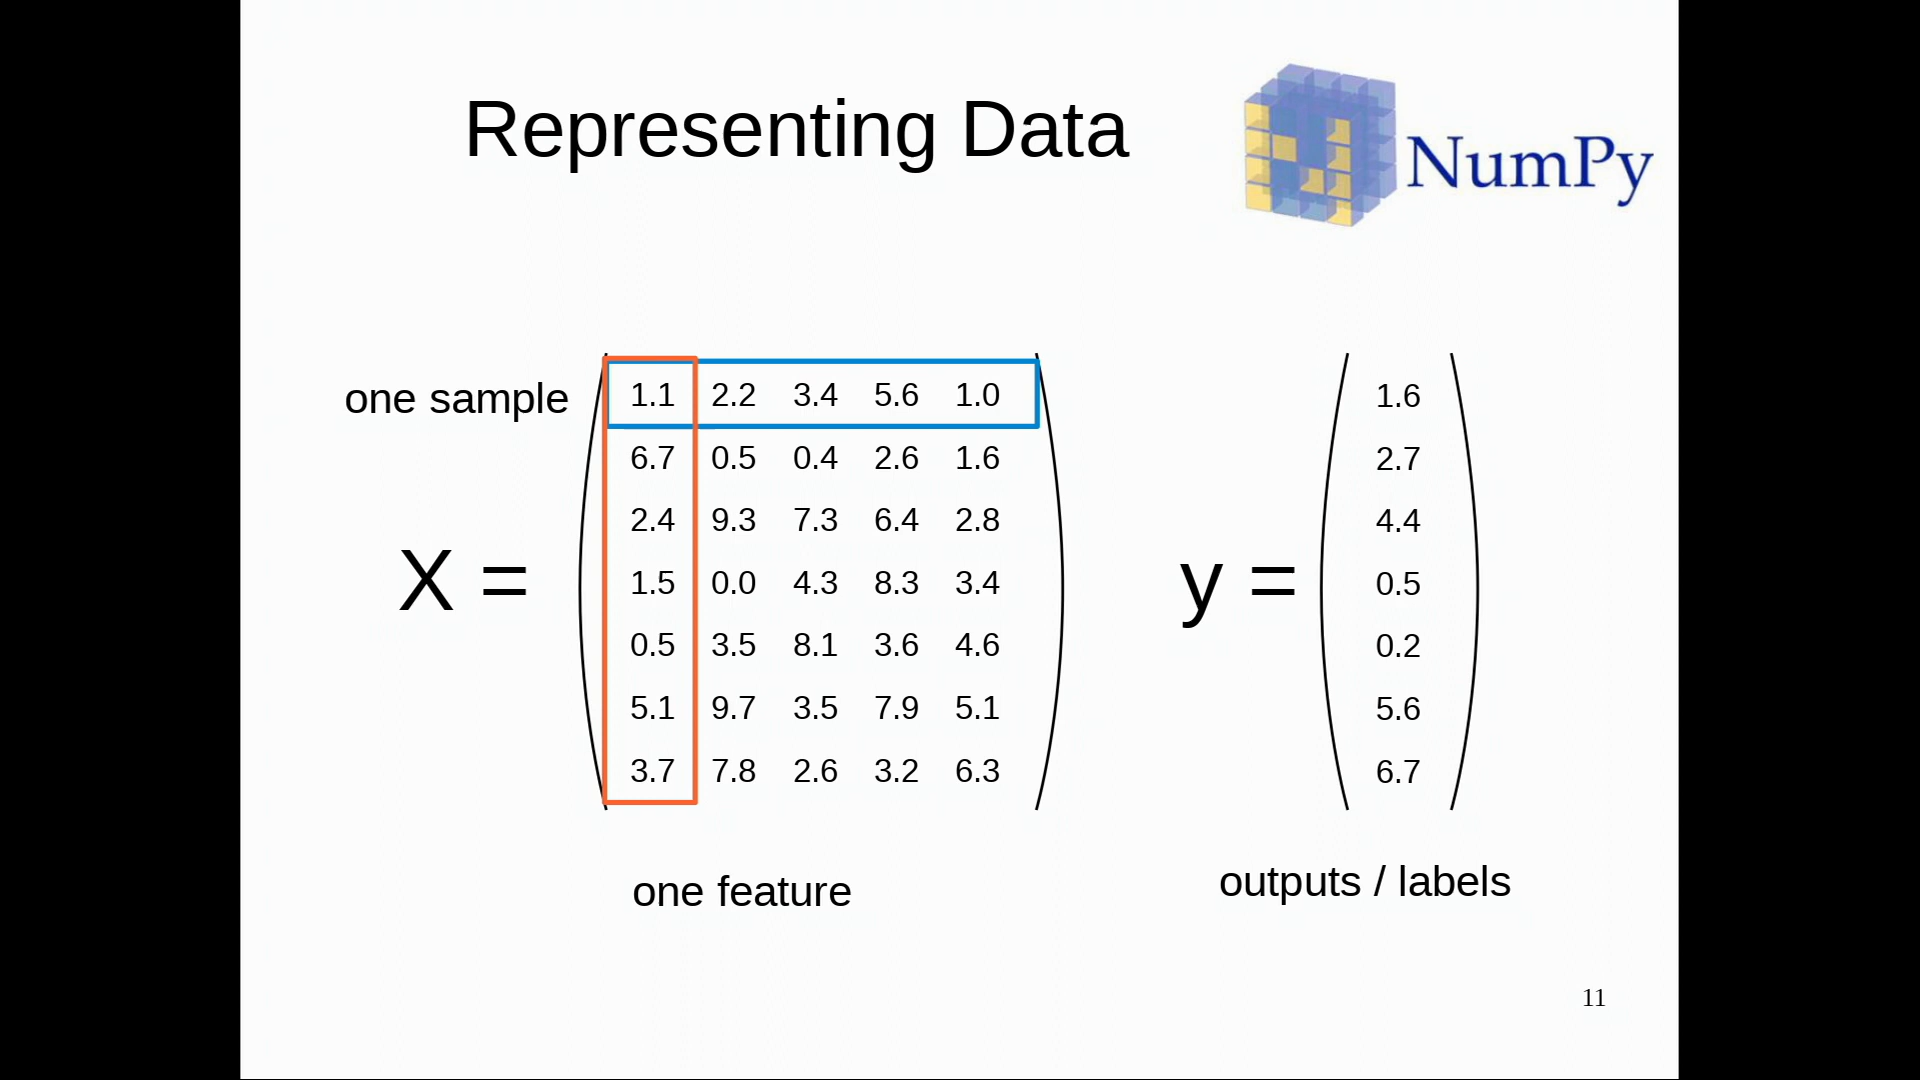 Representing Data
NumPy
one sample
X =
1.1 2.2 3.4 5.6 1.0
6.7 0.5 0.4 2.6 1.6
2.4 9.3 7.3 6.4 2.8
1.5 0.0 4.3 8.3 3.4
0.5 3.5 8.1 3.6 4.6
5.1 9.7 3.5 7.9 5.1
3.7 7.8 2.6 3.2 6.3
one feature
y =
1.6
2.7
4.4
0.5
0.2
5.6
6.7
outputs / labels
11